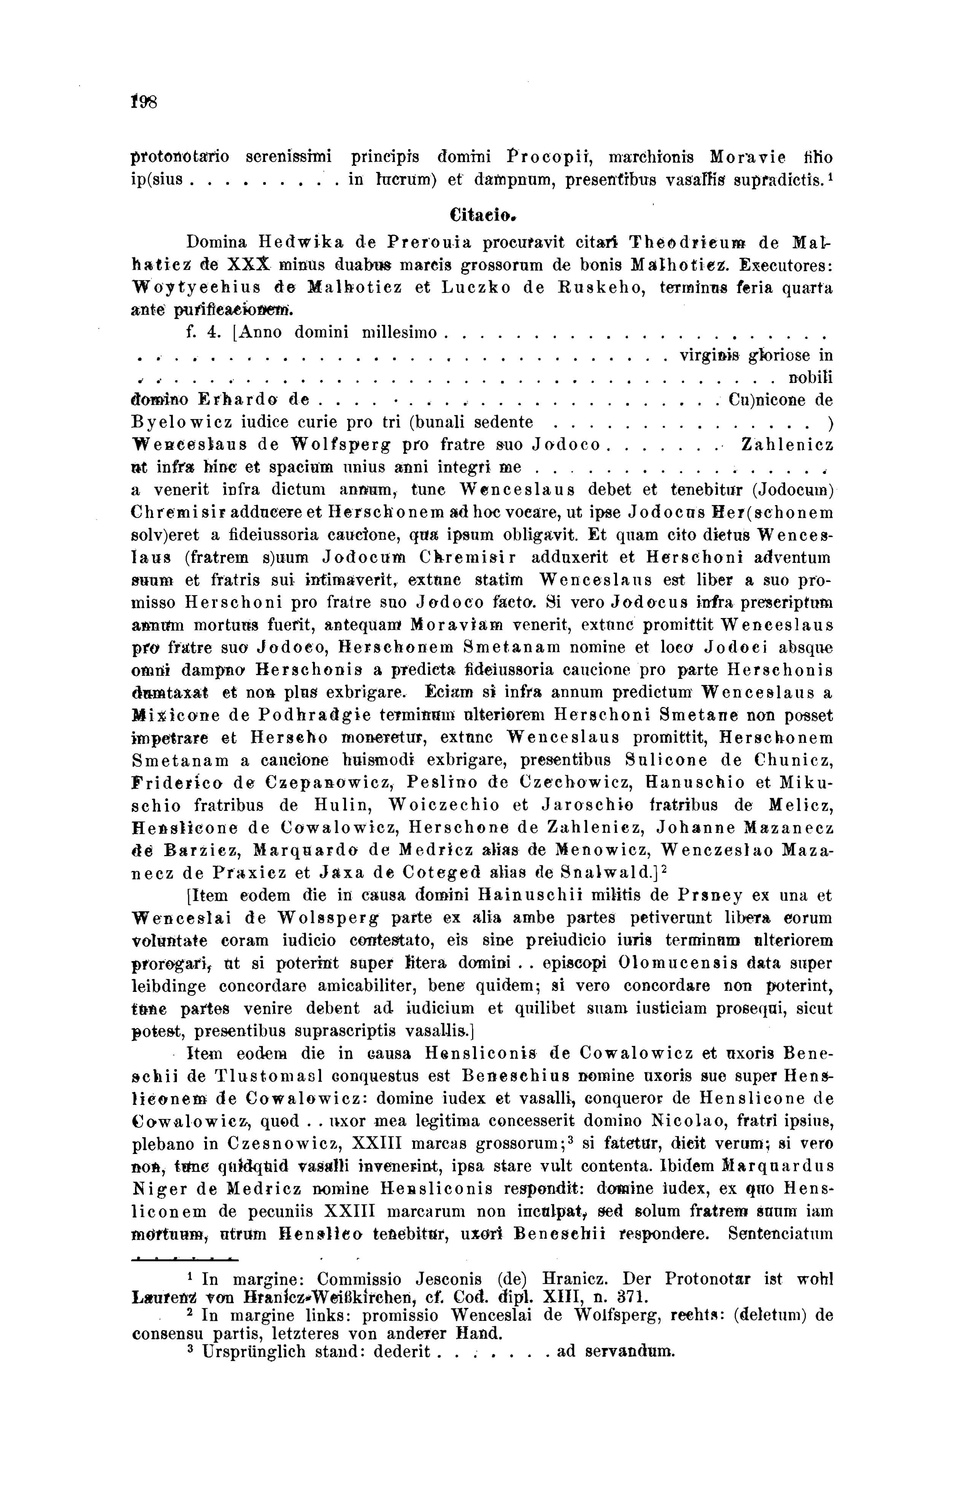 198
protonotario serenissimi principis domini Procopii, marchionis Moravie filio
ip(sius . . . . . . . . . in lucrum) et dampnum, presentibus vasallis supradictis.¹
Citacio.
Domina Hedwika de Prerouia procuravit citari Theodricum de Mal-
haticz de XXX minus duabus marcis grossorum de bonis Malhoticz. Executores:
Woytyechius de Malhoticz et Luczko de Ruskeho, terminus feria quarta
ante purificacionem.
f. 4. [Anno domini millesimo . . . . . . . . . . . . . . . . . . . . . .
. . . . . . . . . . . . . . . . . . . . . . . . . . . . virginis gloriose in
. . . . . . . . . . . . . . . . . . . . . . . . . . . . . . . . . . . nobili
domino Erhardo de . . . . . . . . . . . . . . . . . . . . . Cu)nicone de
Byelowicz iudice curie pro tri (bunali sedente . . . . . . . . . . . . . . )
Wenceslaus de Wolfsperg pro fratre suo Jodoco . . . . . . . . Zahlenicz
ut infra hinc et spacium unius anni integri me . . . . . . . . . . . . . . . .
a venerit infra dictum annum, tunc Wenceslaus debet et tenebitur (Jodocum)
Chremisir adducere et Herschonem ad hoc vocare, ut ipse Jodocus Her(schonem
solv)eret a fideiussoria caucione, qua ipsum obligavit. Et quam cito dictus Wences-
laus (fratrem s)uum Jodocum Chremisir adduxerit et Herschoni adventum
suum et fratris sui intimaverit, extunc statim Wenceslaus est liber a suo pro-
misso Herschoni pro fratre suo Jodoco facto. Si vero Jodocus infra prescriptum
annum mortuus fuerit, antequam Moraviam venerit, extunc promittit Wenceslaus
pro fratre suo Jodoco, Herschonem Smetanam nomine et loco Jodoci absque
omni dampno Herschonis a predicta fideiussoria caucione pro parte Herschonis
dumtaxat et non plus exbrigare. Eciam si infra annum predictum Wenceslaus a
Mixicone de Podhradgie terminum ulteriorem Herschoni Smetane non posset
impetrare et Herscho moneretur, extunc Wenceslaus promittit, Herschonem
Smetanam a caucione huismodi exbrigare, presentibus Sulicone de Chunicz,
Friderico de Czepanowicz, Peslino de Czechowicz, Hanuschio et Miku-
schio fratribus de Hulin, Woiczechio et Jaroschio fratribus de Melicz,
Henslicone de Cowalowicz, Herschone de Zahlenicz, Johanne Mazanecz
de Barzicz, Marquardo de Medricz alias de Menowicz, Wenczeslao Maza-
necz de Praxicz et Jaxa de Coteged alias de Snalwald.]²
[Item eodem die in causa domini Hainuschii militis de Prsney ex una et
Wenceslai de Wolssperg parte ex alia ambe partes petiverunt libera eorum
voluntate coram iudicio contestato, eis sine preiudicio iuris terminum ulteriorem
prorogari, ut si poterint super litera domini . . episcopi Olomucensis data super
leibdinge concordare amicabiliter, bene quidem; si vero concordare non poterint,
tunc partes venire debent ad iudicium et quilibet suam iusticiam prosequi, sicut
potest, presentibus suprascriptis vasallis.]
Item eodem die in causa Hensliconis de Cowalowicz et uxoris Bene-
schii de Tlustomasl conquestus est Beneschius nomine uxoris sue super Hens-
liconem de Cowalowicz: domine iudex et vasalli, conqueror de Henslicone de
Cowalowicz, quod . . uxor mea legitima concesserit domino Nicolao, fratri ipsius,
plebano in Czesnowicz, XXIII marcas grossorum;³ si fatetur, dicit verum; si vero
non, tunc quidquid vasalli invenerint, ipsa stare vult contenta. Ibidem Marquardus
Niger de Medricz nomine Hensliconis respondit: domine iudex, ex quo Hens-
liconem de pecuniis XXIII marcarum non inculpat, sed solum fratrem suum iam
mortuum, utrum Henslico tenebitur, uxori Beneschii respondere. Sentenciatum
¹ In margine: Commissio Jesconis (de) Hranicz. Der Protonotar ist wohl
Laurenz von Hranicz-Weißkirchen, cf. Cod. dipl. XIII, n. 371.
² In margine links: promissio Wenceslai de Wolfsperg, rechts: (deletum) de
consensu partis, letzteres von anderer Hand.
³ Ursprünglich stand: dederit . . . . . . . ad servandum.